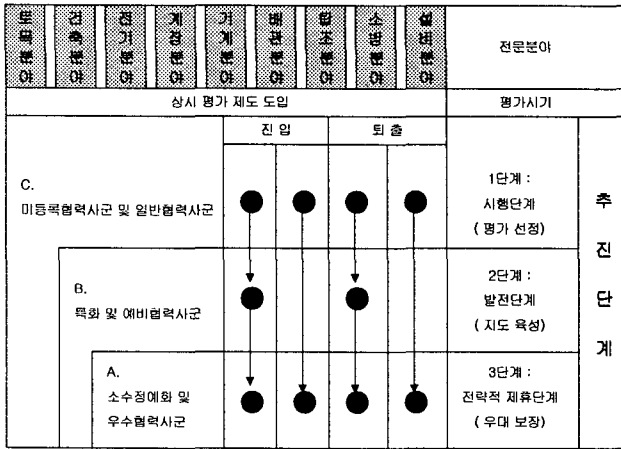 토목분야
건축분야
전기분야
계장분야
기계분야
배관분야
철조분야
소방분야
설비분야
전문분야
상시 평가 제도 도입
평가시기
진 입
퇴 출
C.
미등록협력사군 및 일반협력사군
1단계 :
시행단계
( 평가 선정)
B.
특화 및 예비협력사군
2단계 :
발전단계
( 지도 육성)
A.
소수정예화 및
우수협력사군
3단계 :
전략적 제휴단계
( 우대 보장)
추진단계